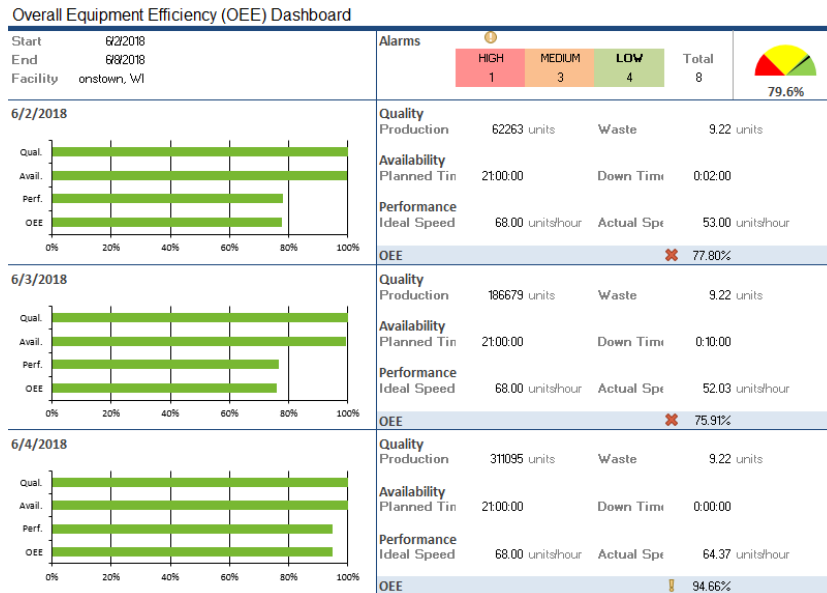 Overall Equipment Efficiency (OEE) Dashboard
Start 6/2/2018
End 6/8/2018
Facility onstown, WI
Alarms
HIGH MEDIUM LOW Total
1 3 4 8
79.6%
6/2/2018
Qual.
Avail.
Perf.
OEE
0% 20% 40% 60% 80% 100%
Quality
Production 62263 units Waste 9.22 units
Availability
Planned Tin 21:00:00 Down Time 0:02:00
Performance
Ideal Speed 68.00 units/hour Actual Spe 53.00 units/hour
OEE 77.80%
6/3/2018
Qual.
Avail.
Perf.
OEE
0% 20% 40% 60% 80% 100%
Quality
Production 186679 units Waste 9.22 units
Availability
Planned Tin 21:00:00 Down Time 0:10:00
Performance
Ideal Speed 68.00 units/hour Actual Spe 52.03 units/hour
OEE 75.91%
6/4/2018
Qual.
Avail.
Perf.
OEE
0% 20% 40% 60% 80% 100%
Quality
Production 311095 units Waste 9.22 units
Availability
Planned Tin 21:00:00 Down Time 0:00:00
Performance
Ideal Speed 68.00 units/hour Actual Spe 64.37 units/hour
OEE 94.66%